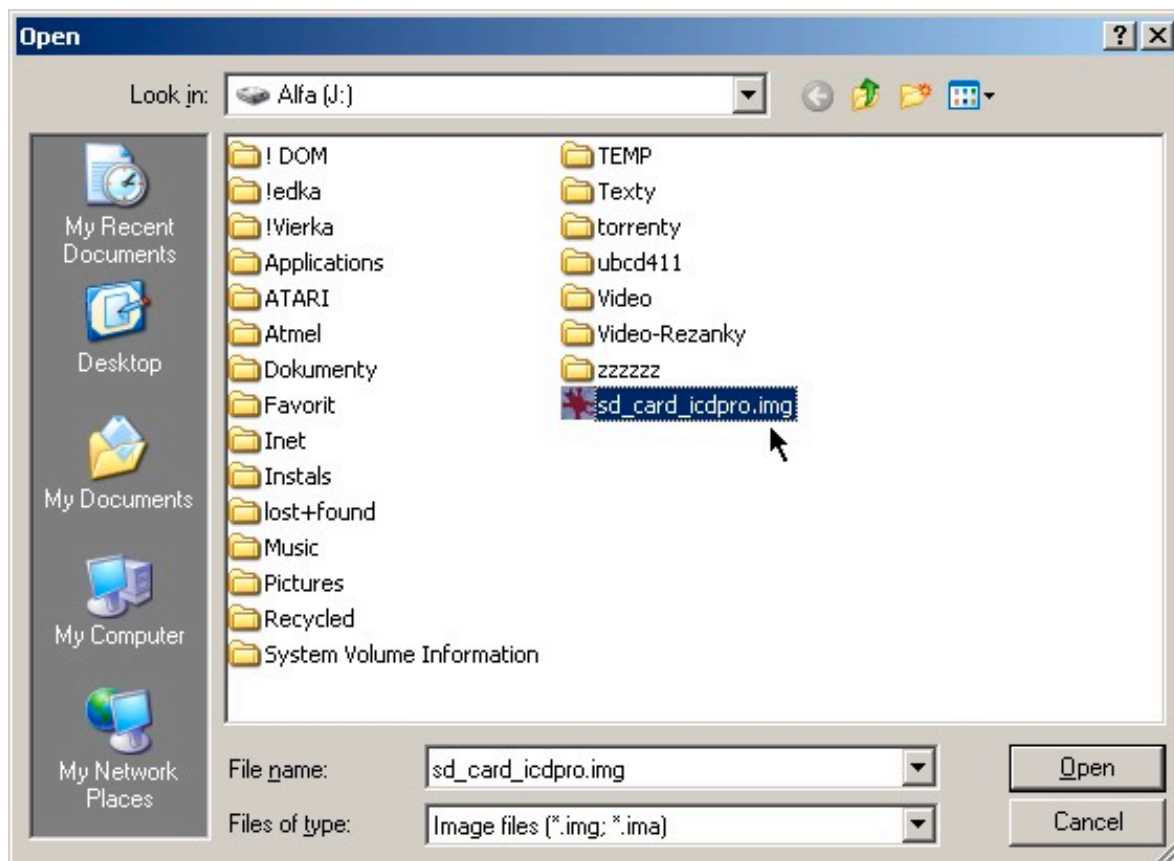 Open
Look in: Alfa (J:)
My Recent
Documents
Desktop
My Documents
My Computer
My Network
Places
! DOM
!edka
!Vierka
Applications
ATARI
Atmel
Dokumenty
Favorit
Inet
Instals
lost+found
Music
Pictures
Recycled
System Volume Information
TEMP
Texty
torrenty
ubcd411
Video
Video-Rezanky
zzzzzz
sd_card_icdpro.img
File name: sd_card_icdpro.img Open
Files of type: Image files (*.img; *.ima) Cancel